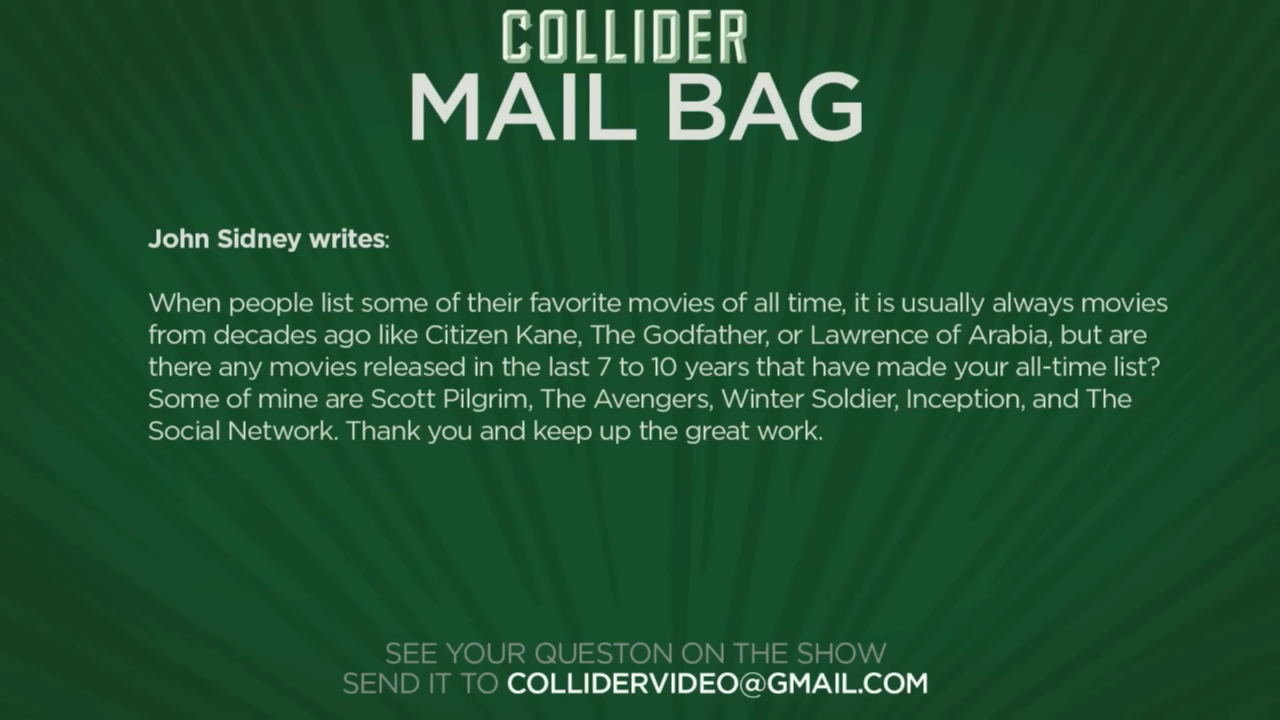 COLLIDER
MAIL BAG
John Sidney writes:
When people list some of their favorite movies of all time, it is usually always movies
from decades ago like Citizen Kane, The Godfather, or Lawrence of Arabia, but are
there any movies released in the last 7 to 10 years that have made your all-time list?
Some of mine are Scott Pilgrim, The Avengers, Winter Soldier, Inception, and The
Social Network. Thank you and keep up the great work.
SEE YOUR QUESTON ON THE SHOW
SEND IT TO COLLIDERVIDEO@GMAIL.COM